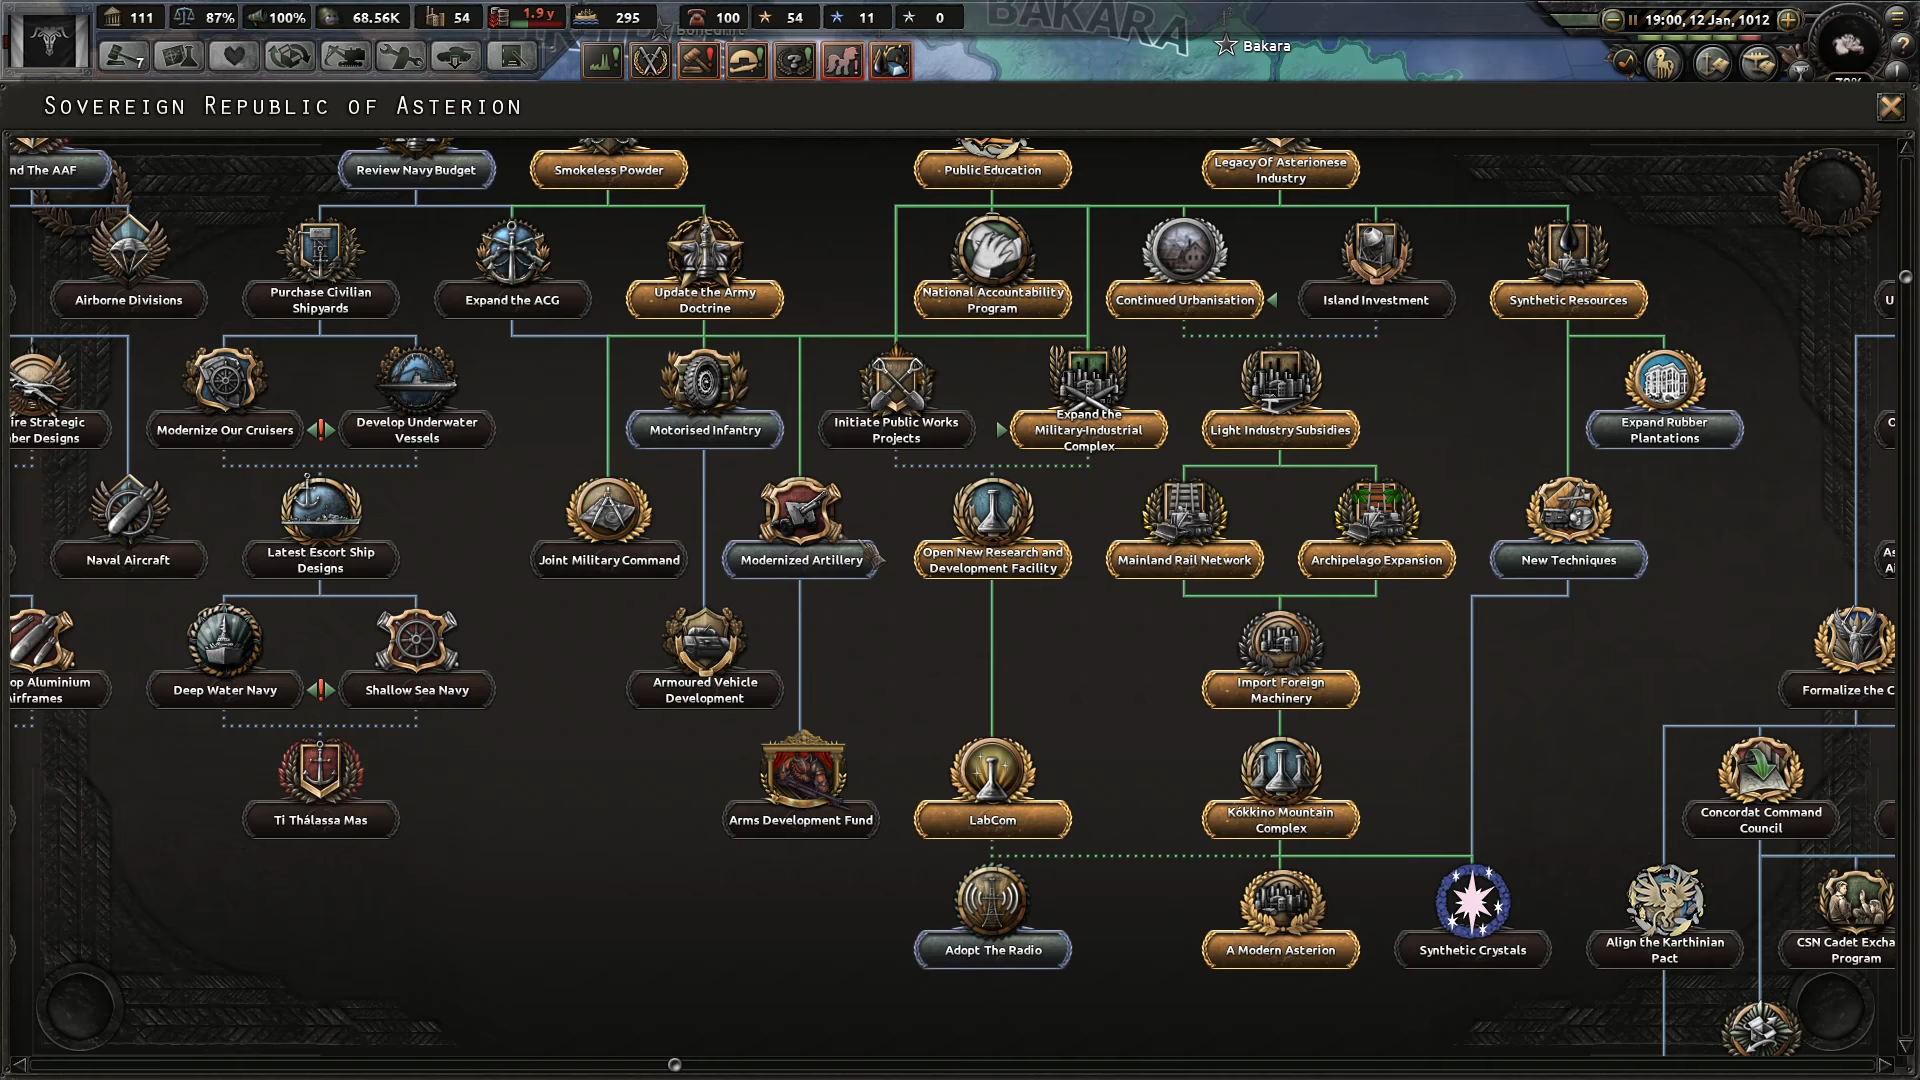 111
87%
100%
68.56K
54
1.9 y
295
100
54
11
0
19:00, 12 Jan, 1012
7
BAKARA
Bakara
Sovereign Republic of Asterion
nd The AAF
Review Navy Budget
Smokeless Powder
Public Education
Legacy Of Asterionese
Industry
Airborne Divisions
Purchase Civilian
Shipyards
Expand the ACG
Update the Army
Doctrine
National Accountability
Program
Continued Urbanisation
Island Investment
Synthetic Resources
ire Strategic
ber Designs
Modernize Our Cruisers
Develop Underwater
Vessels
Motorised Infantry
Initiate Public Works
Projects
Expand the
Military-Industrial
Complex
Light Industry Subsidies
Expand Rubber
Plantations
Naval Aircraft
Latest Escort Ship
Designs
Joint Military Command
Modernized Artillery
Open New Research and
Development Facility
Mainland Rail Network
Archipelago Expansion
New Techniques
op Aluminium
Airframes
Deep Water Navy
Shallow Sea Navy
Armoured Vehicle
Development
Import Foreign
Machinery
Formalize the C
Ti Thálassa Mas
Arms Development Fund
LabCom
Kókkino Mountain
Complex
Concordat Command
Council
Adopt The Radio
A Modern Asterion
Synthetic Crystals
Align the Karthinian
Pact
CSN Cadet Excha
Program